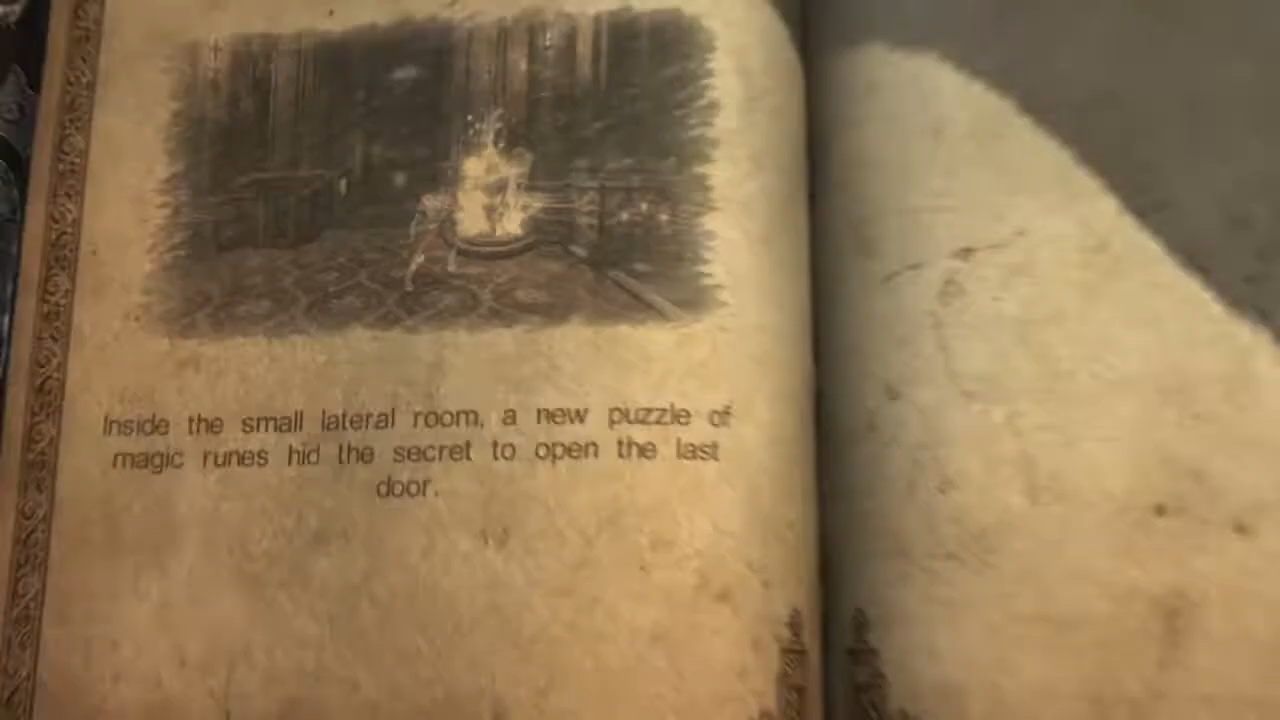 Inside the small lateral room, a new puzzle of
magic runes hid the secret to open the last
door.